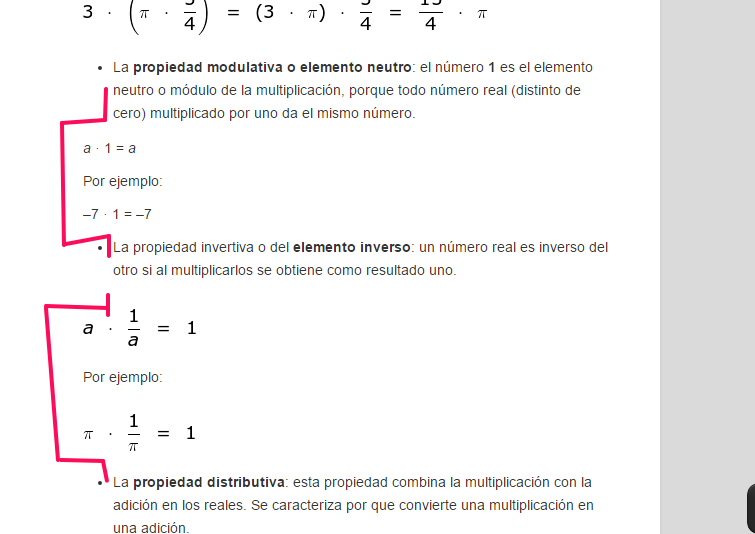 3 · (π · 5/4) = (3 · π) · 5/4 = 15/4 · π
• La propiedad modulativa o elemento neutro: el número 1 es el elemento
neutro o módulo de la multiplicación, porque todo número real (distinto de
cero) multiplicado por uno da el mismo número.
a · 1 = a
Por ejemplo:
–7 · 1 = –7
• La propiedad invertiva o del elemento inverso: un número real es inverso del
otro si al multiplicarlos se obtiene como resultado uno.
a · 1/a = 1
Por ejemplo:
π · 1/π = 1
• La propiedad distributiva: esta propiedad combina la multiplicación con la
adición en los reales. Se caracteriza por que convierte una multiplicación en
una adición.